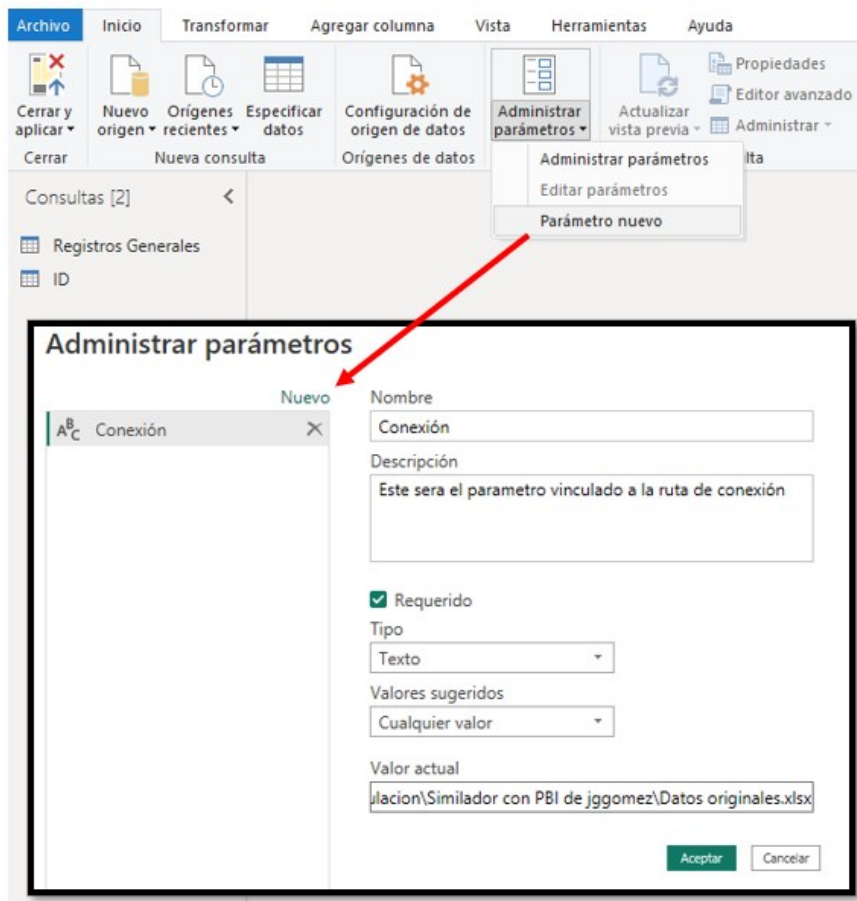 Archivo Inicio Transformar Agregar columna Vista Herramientas Ayuda
Cerrar y aplicar
Nuevo origen
Orígenes recientes
Especificar datos
Configuración de origen de datos
Administrar parámetros
Actualizar vista previa
Propiedades
Editor avanzado
Administrar
Cerrar
Nueva consulta
Orígenes de datos
lta
Administrar parámetros
Editar parámetros
Parámetro nuevo
Consultas [2]
Registros Generales
ID
Administrar parámetros
Nuevo
ABC Conexión
Nombre
Conexión
Descripción
Este sera el parametro vinculado a la ruta de conexión
Requerido
Tipo
Texto
Valores sugeridos
Cualquier valor
Valor actual
ulacion\Similador con PBI de jggomez\Datos originales.xlsx
Aceptar Cancelar